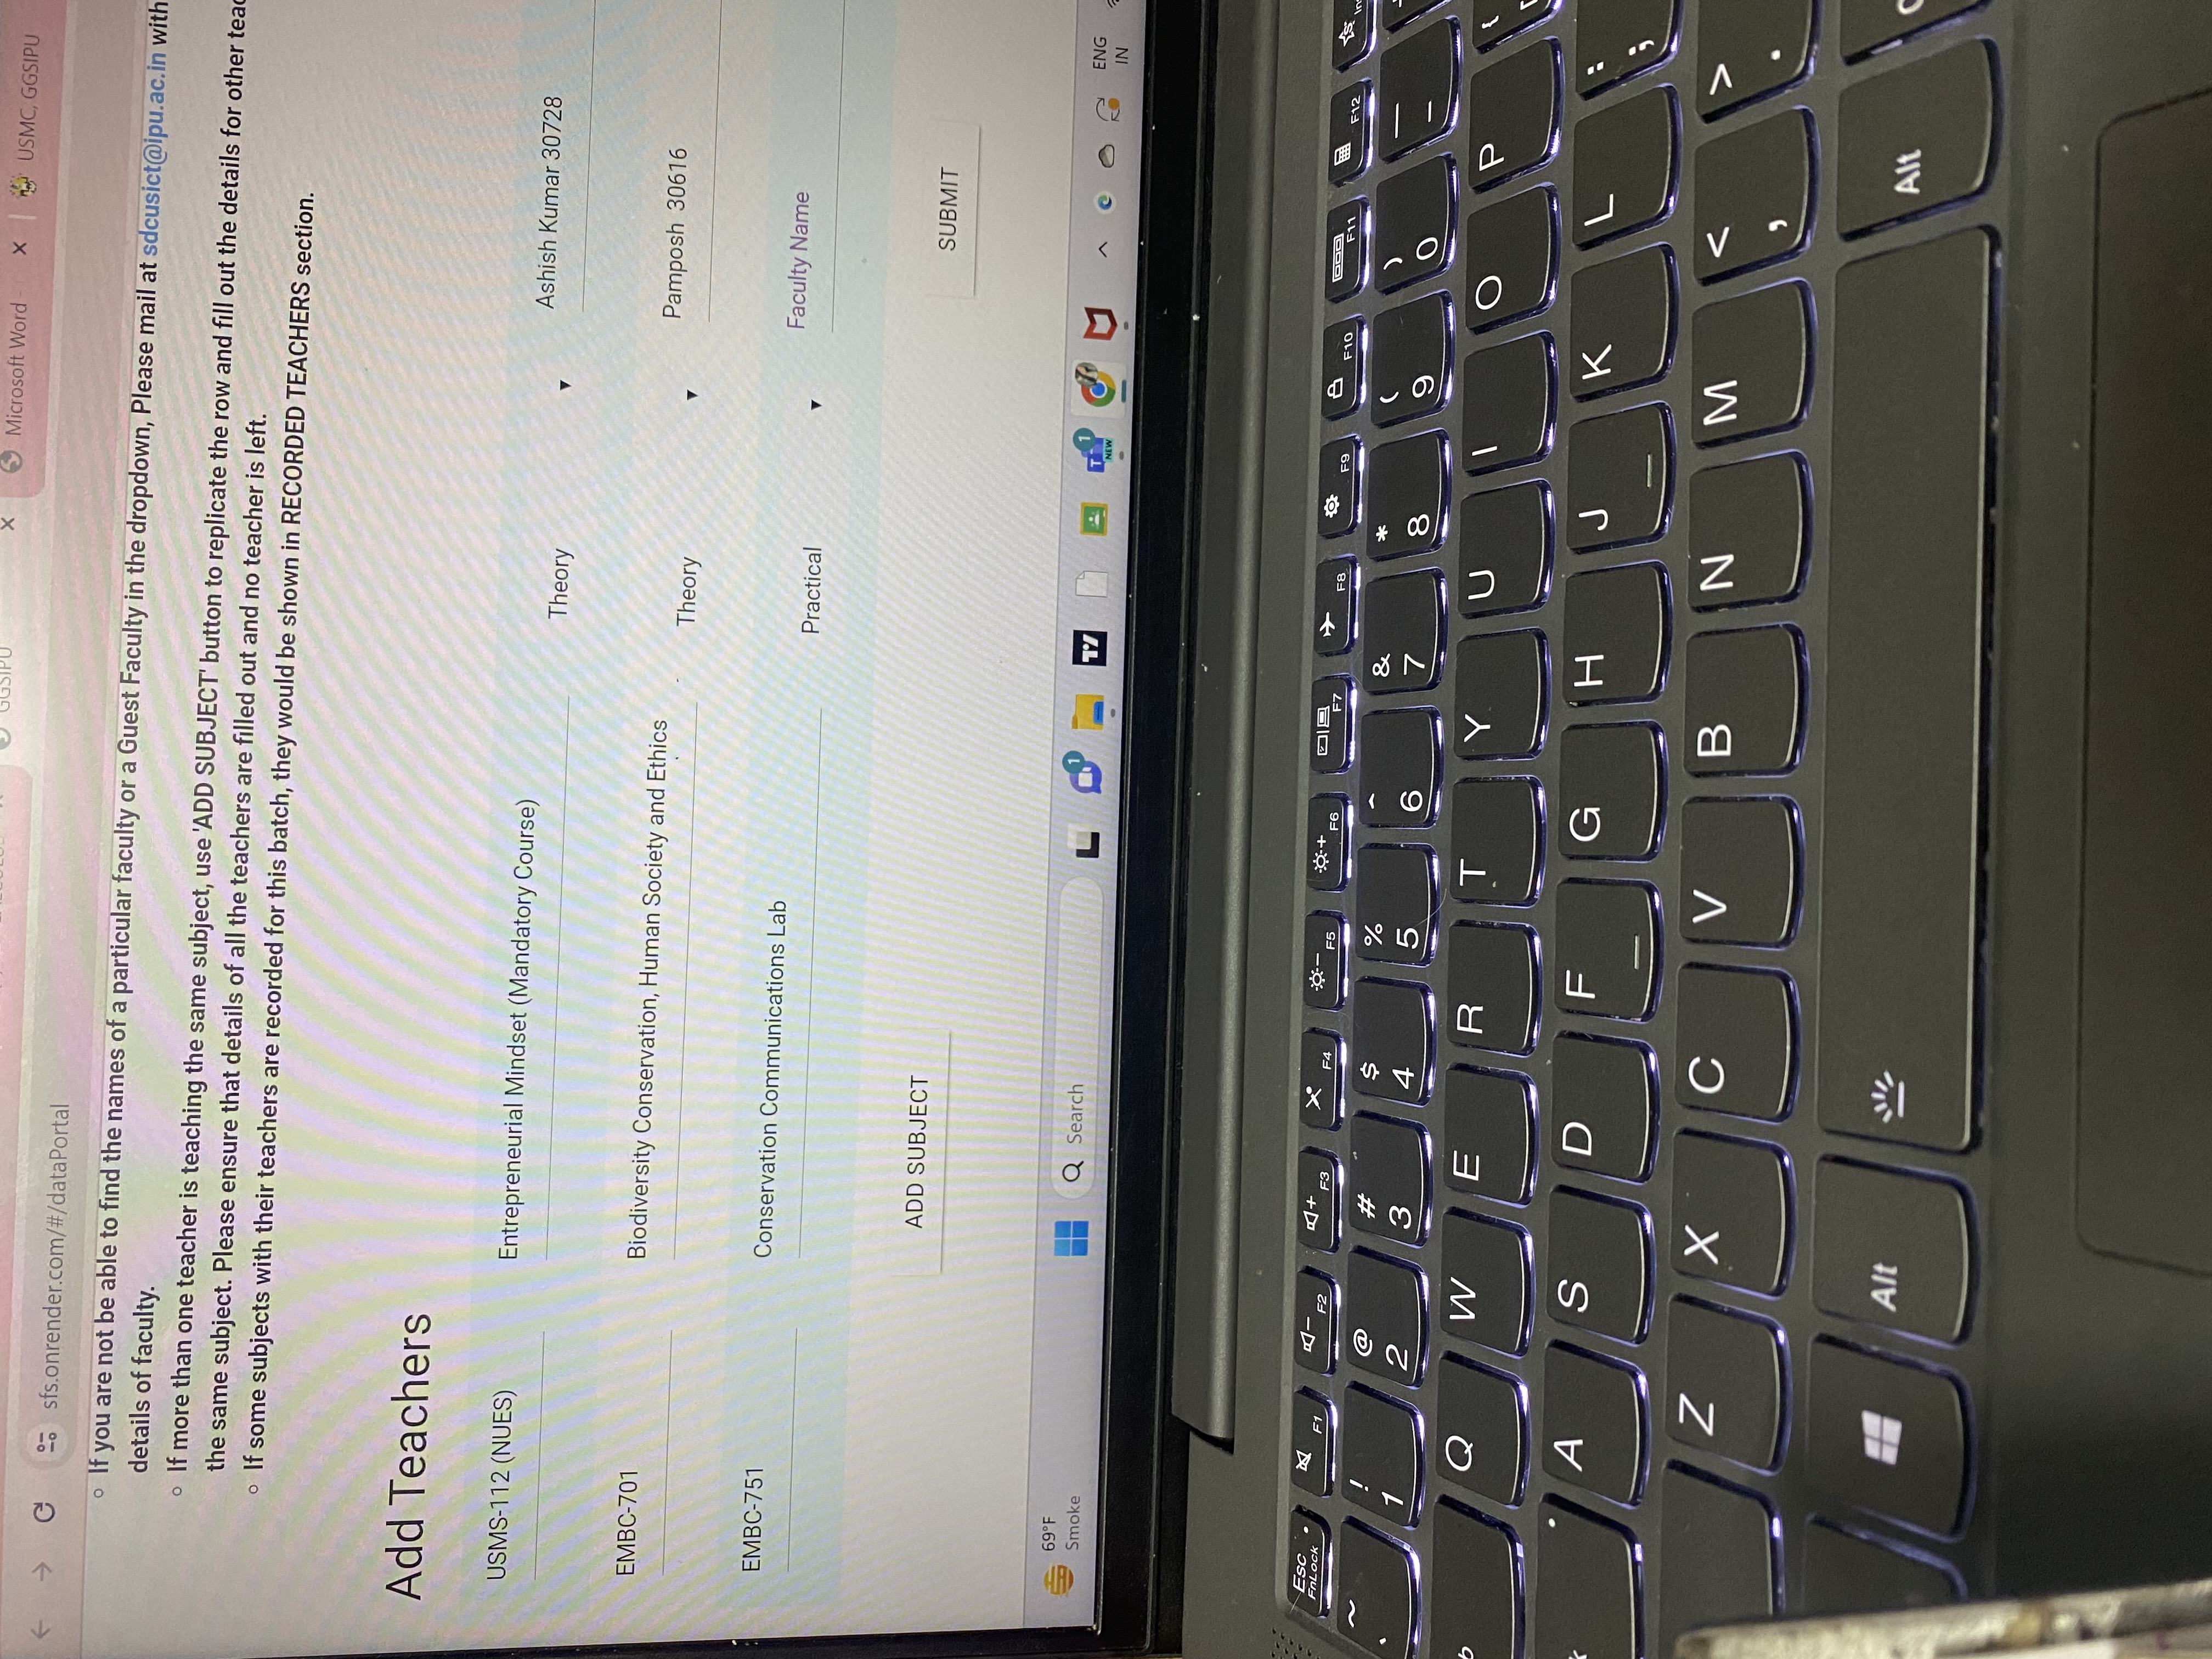 GGSIPU
Microsoft Word -
USMC, GGSIPU
sfs.onrender.com/#/dataPortal
If you are not be able to find the names of a particular faculty or a Guest Faculty in the dropdown, Please mail at sdcusict@ipu.ac.in with
details of faculty.
If more than one teacher is teaching the same subject, use 'ADD SUBJECT' button to replicate the row and fill out the details for other teac
the same subject. Please ensure that details of all the teachers are filled out and no teacher is left.
If some subjects with their teachers are recorded for this batch, they would be shown in RECORDED TEACHERS section.
Add Teachers
USMS-112 (NUES) Entrepreneurial Mindset (Mandatory Course) Theory Ashish Kumar 30728
EMBC-701 Biodiversity Conservation, Human Society and Ethics Theory Pamposh 30616
EMBC-751 Conservation Communications Lab Practical Faculty Name
ADD SUBJECT SUBMIT
69°F
Smoke
Search
1
T
1
NEW
ENG
IN
Esc
FnLock
F1 F2 F3 F4 F5 F6 F7 F8 F9 F10 F11 F12 In
~ ! @ # $ % ^ & * ( ) —
` 1 2 3 4 5 6 7 8 9 0 –
b Q W E R T Y U I O P {
k A S D F G H J K L : ;
Z X C V B N M < , > .
Alt Alt C